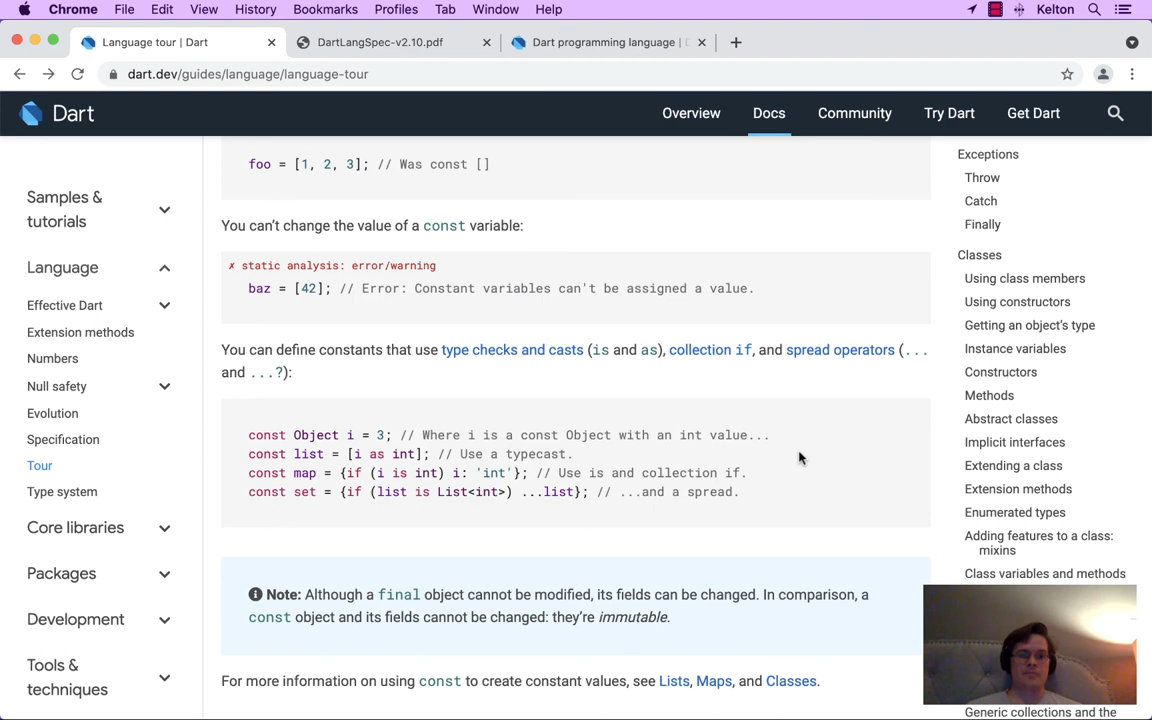 Chrome File Edit View History Bookmarks Profiles Tab Window Help Kelton
Language tour | Dart
DartLangSpec-v2.10.pdf
Dart programming language |
dart.dev/guides/language/language-tour
Dart
Overview Docs Community Try Dart Get Dart
Samples &
tutorials
Language
Effective Dart
Extension methods
Numbers
Null safety
Evolution
Specification
Tour
Type system
Core libraries
Packages
Development
Tools &
techniques
foo = [1, 2, 3]; // Was const []
You can’t change the value of a const variable:
✗ static analysis: error/warning
baz = [42]; // Error: Constant variables can't be assigned a value.
You can define constants that use type checks and casts (is and as), collection if, and spread operators (...
and ...?):
const Object i = 3; // Where i is a const Object with an int value...
const list = [i as int]; // Use a typecast.
const map = {if (i is int) i: 'int'}; // Use is and collection if.
const set = {if (list is List<int>) ...list}; // ...and a spread.
Note: Although a final object cannot be modified, its fields can be changed. In comparison, a
const object and its fields cannot be changed: they’re immutable.
For more information on using const to create constant values, see Lists, Maps, and Classes.
Exceptions
Throw
Catch
Finally
Classes
Using class members
Using constructors
Getting an object’s type
Instance variables
Constructors
Methods
Abstract classes
Implicit interfaces
Extending a class
Extension methods
Enumerated types
Adding features to a class:
mixins
Class variables and methods
Generic collections and the